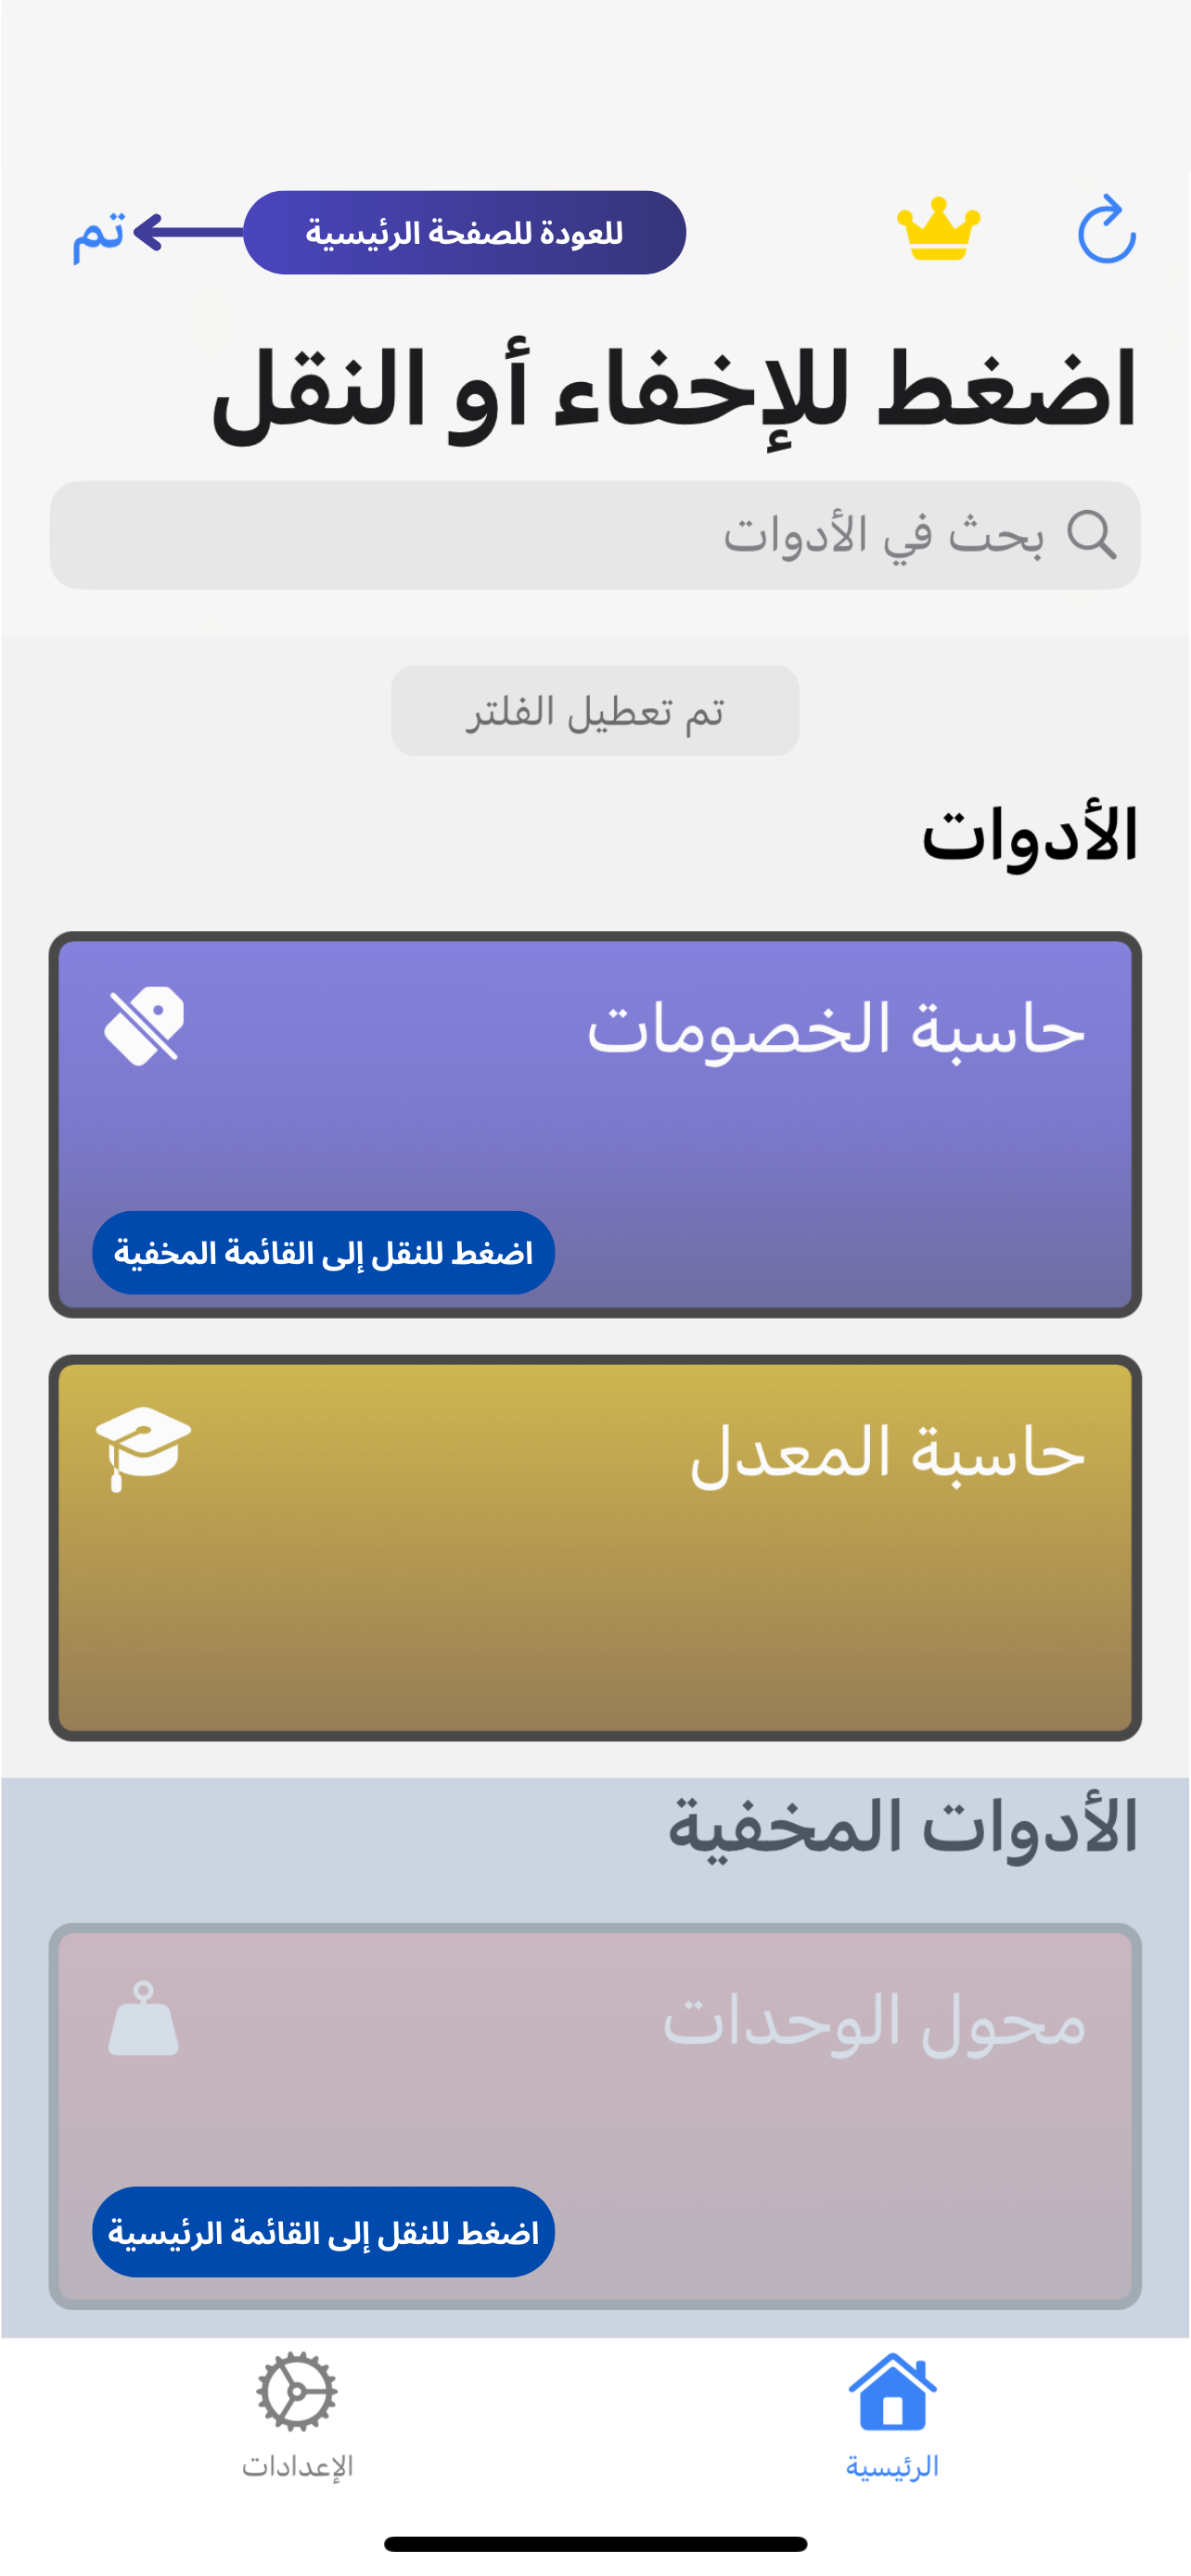 للعودة للصفحة الرئيسية
تم
اضغط للإخفاء أو النقل
بحث في الأدوات
تم تعطيل الفلتر
الأدوات
حاسبة الخصومات
اضغط للنقل إلى القائمة المخفية
حاسبة المعدل
الأدوات المخفية
محول الوحدات
اضغط للنقل إلى القائمة الرئيسية
الرئيسية
الإعدادات